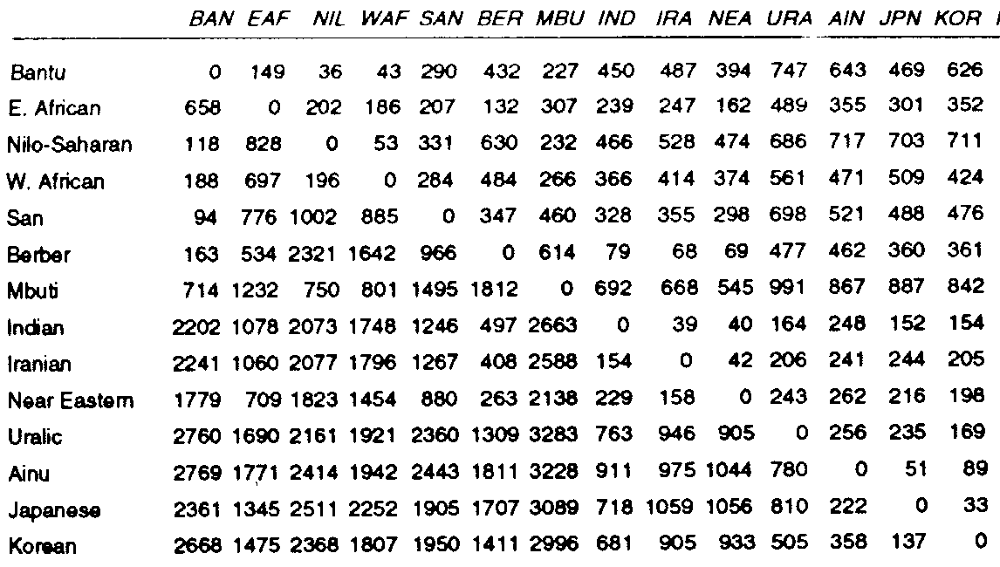 BAN EAF NIL WAF SAN BER MBU IND IRA NEA URA AIN JPN KOR
Bantu 0 149 36 43 290 432 227 450 487 394 747 643 469 626
E. African 658 0 202 186 207 132 307 239 247 162 489 355 301 352
Nilo-Saharan 118 828 0 53 331 630 232 466 528 474 686 717 703 711
W. African 188 697 196 0 284 484 266 366 414 374 561 471 509 424
San 94 776 1002 885 0 347 460 328 355 298 698 521 488 476
Berber 163 534 2321 1642 966 0 614 79 68 69 477 462 360 361
Mbuti 714 1232 750 801 1495 1812 0 692 668 545 991 867 887 842
Indian 2202 1078 2073 1748 1246 497 2663 0 39 40 164 248 152 154
Iranian 2241 1060 2077 1796 1267 408 2588 154 0 42 206 241 244 205
Near Eastern 1779 709 1823 1454 880 263 2138 229 158 0 243 262 216 198
Uralic 2760 1690 2161 1921 2360 1309 3283 763 946 905 0 256 235 169
Ainu 2769 1771 2414 1942 2443 1811 3228 911 975 1044 780 0 51 89
Japanese 2361 1345 2511 2252 1905 1707 3089 718 1059 1056 810 222 0 33
Korean 2668 1475 2368 1807 1950 1411 2996 681 905 933 505 358 137 0